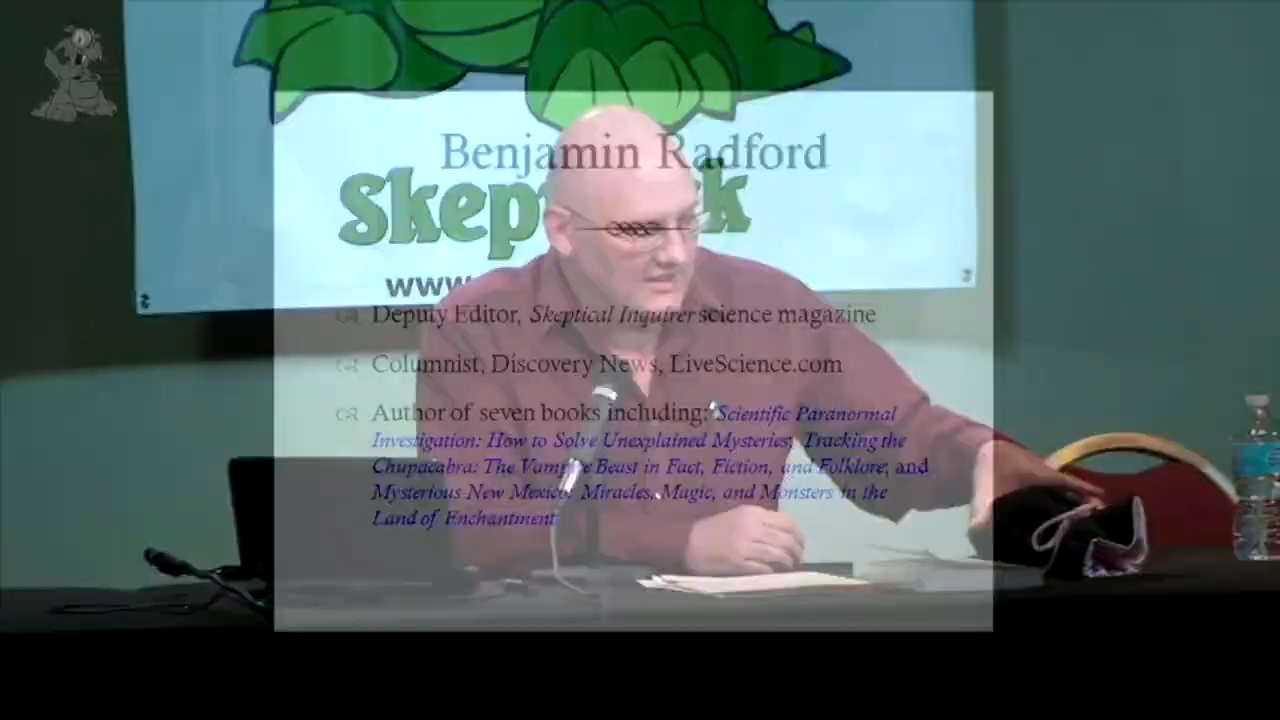 Benjamin Radford
Skep k
www.
Deputy Editor, Skeptical Inquirer science magazine
Columnist, Discovery News, LiveScience.com
Author of seven books including: Scientific Paranormal
Investigation: How to Solve Unexplained Mysteries; Tracking the
Chupacabra: The Vampire Beast in Fact, Fiction, and Folklore; and
Mysterious New Mexico: Miracles, Magic, and Monsters in the
Land of Enchantment